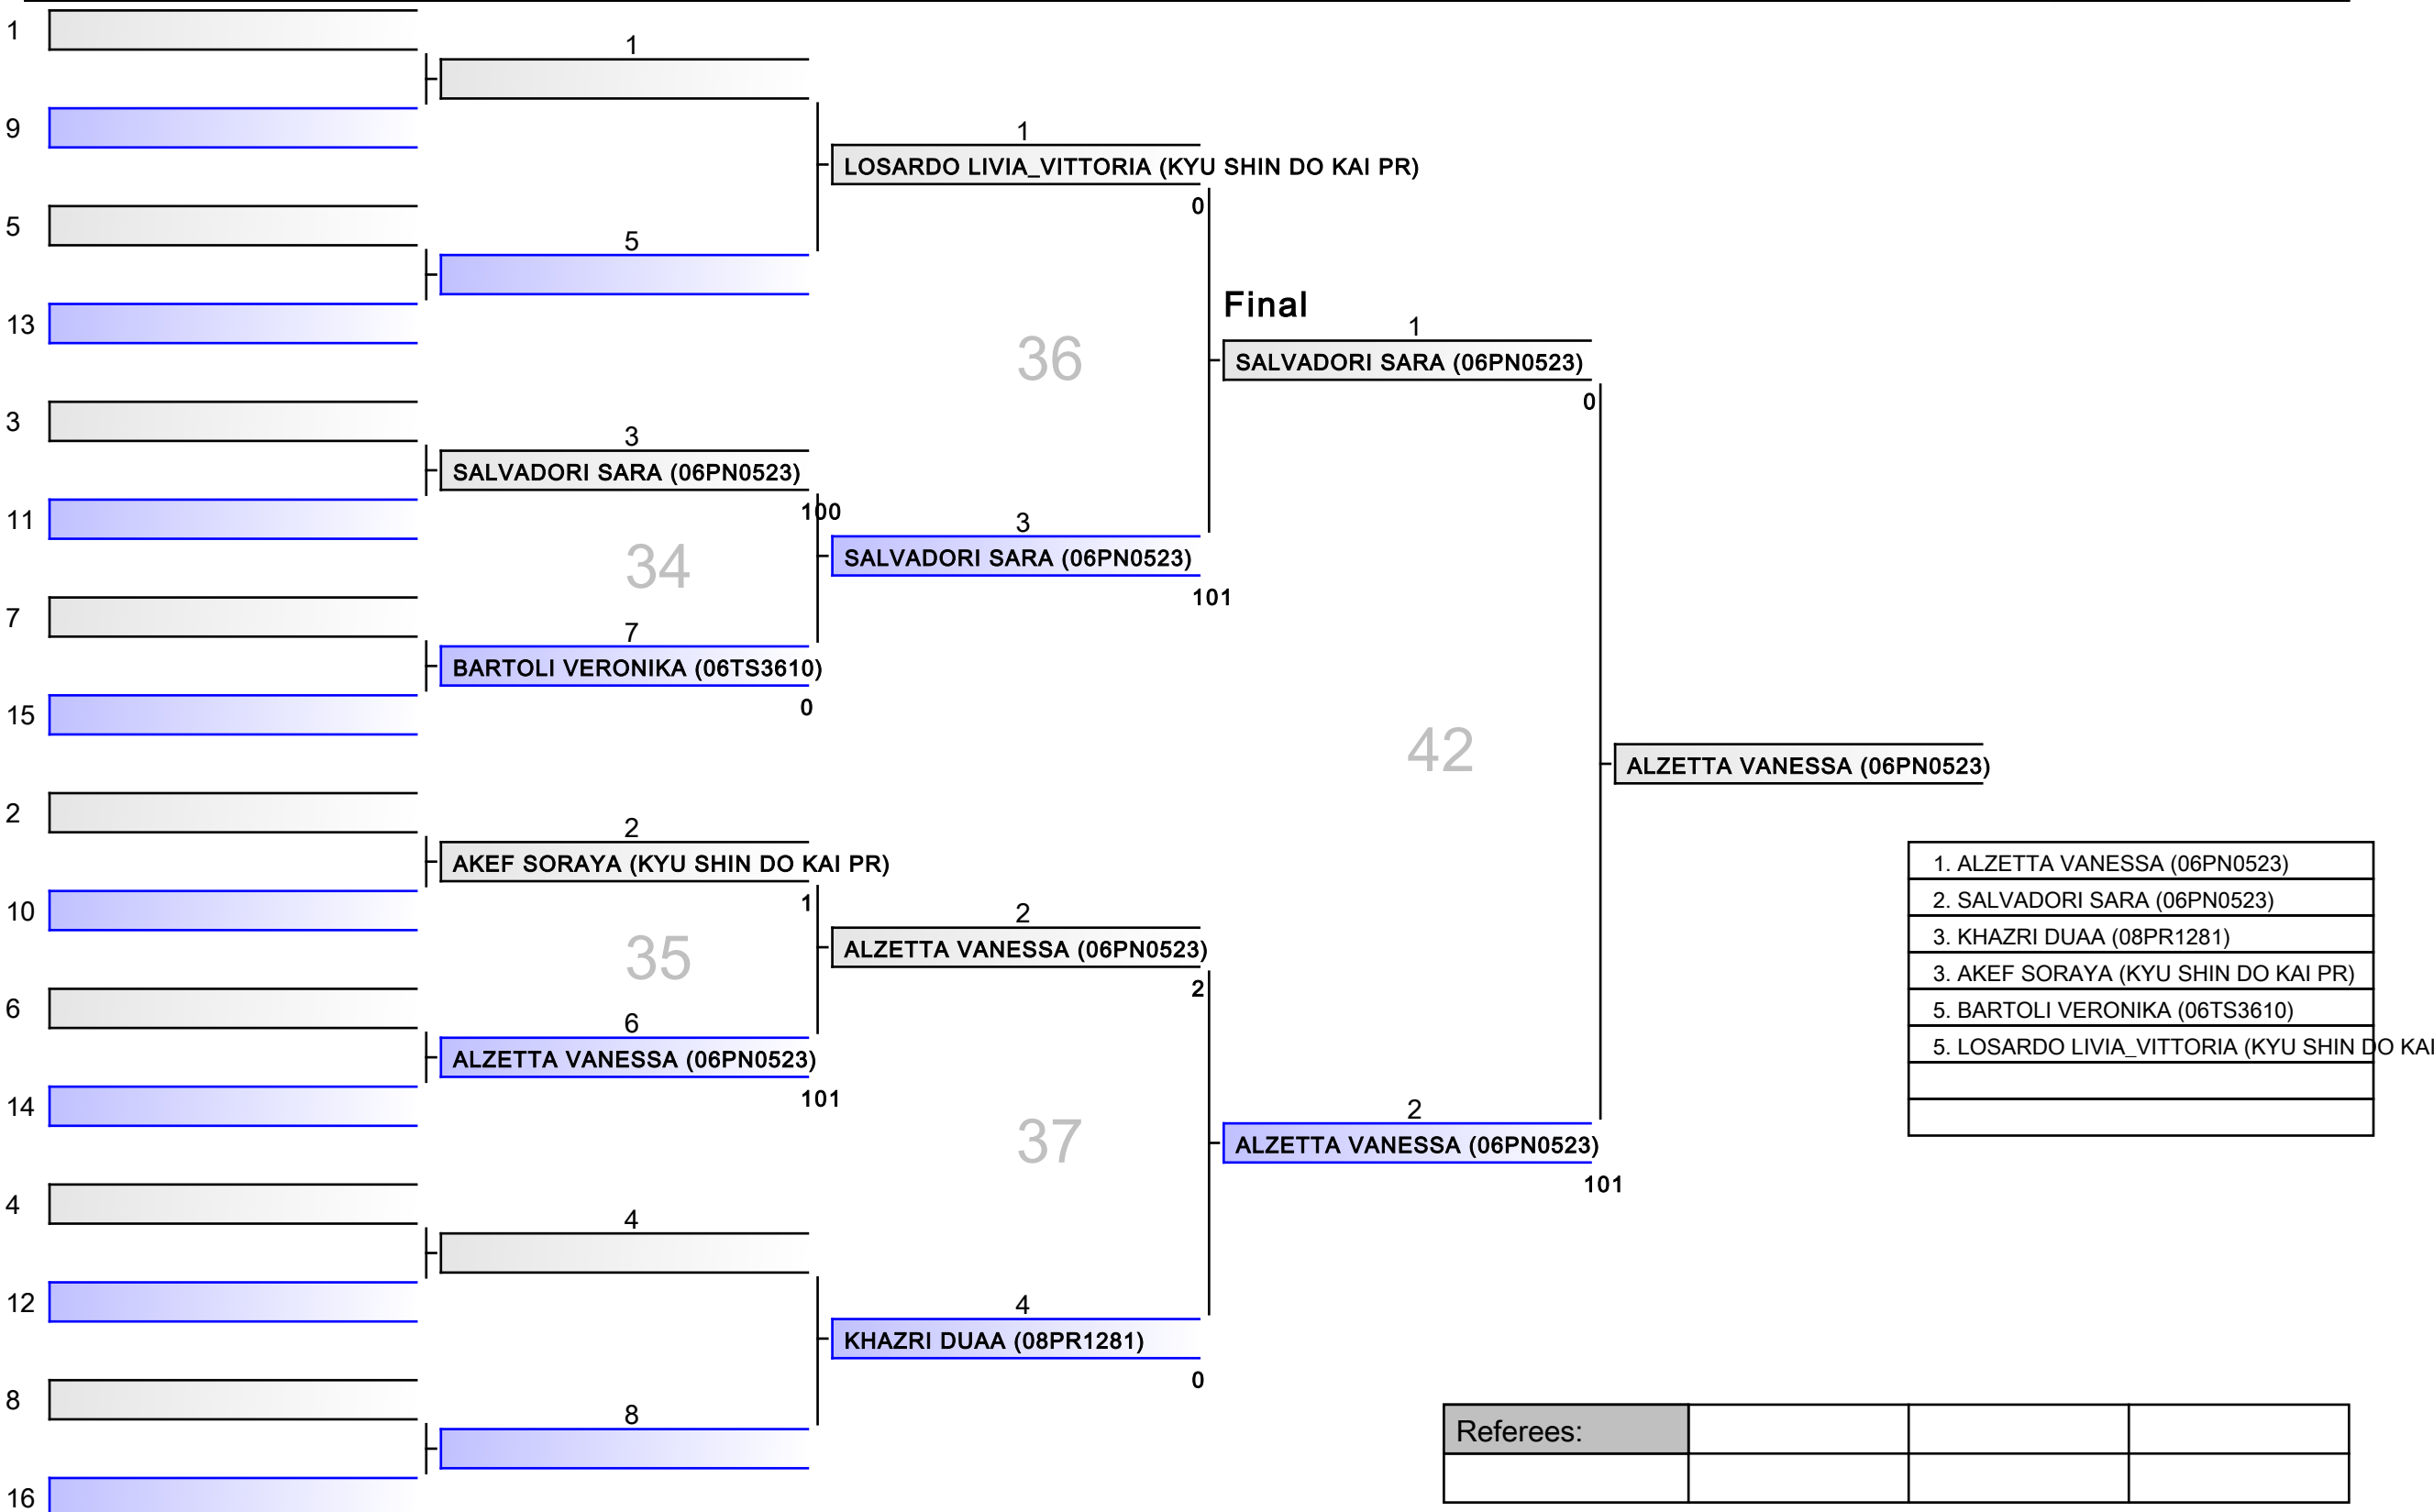 1
1
9
1
LOSARDO LIVIA_VITTORIA (KYU SHIN DO KAI PR)
0
5
5
13
Final
1
36
SALVADORI SARA (06PN0523)
0
3
3
SALVADORI SARA (06PN0523)
100
11
3
34
SALVADORI SARA (06PN0523)
101
7
7
BARTOLI VERONIKA (06TS3610)
0
15
42
ALZETTA VANESSA (06PN0523)
2
2
AKEF SORAYA (KYU SHIN DO KAI PR)
1
10
2
35
ALZETTA VANESSA (06PN0523)
2
6
6
ALZETTA VANESSA (06PN0523)
101
14
37
2
ALZETTA VANESSA (06PN0523)
101
1. ALZETTA VANESSA (06PN0523)
2. SALVADORI SARA (06PN0523)
3. KHAZRI DUAA (08PR1281)
3. AKEF SORAYA (KYU SHIN DO KAI PR)
5. BARTOLI VERONIKA (06TS3610)
5. LOSARDO LIVIA_VITTORIA (KYU SHIN DO KAI
4
4
12
4
KHAZRI DUAA (08PR1281)
0
8
8
16
Referees: